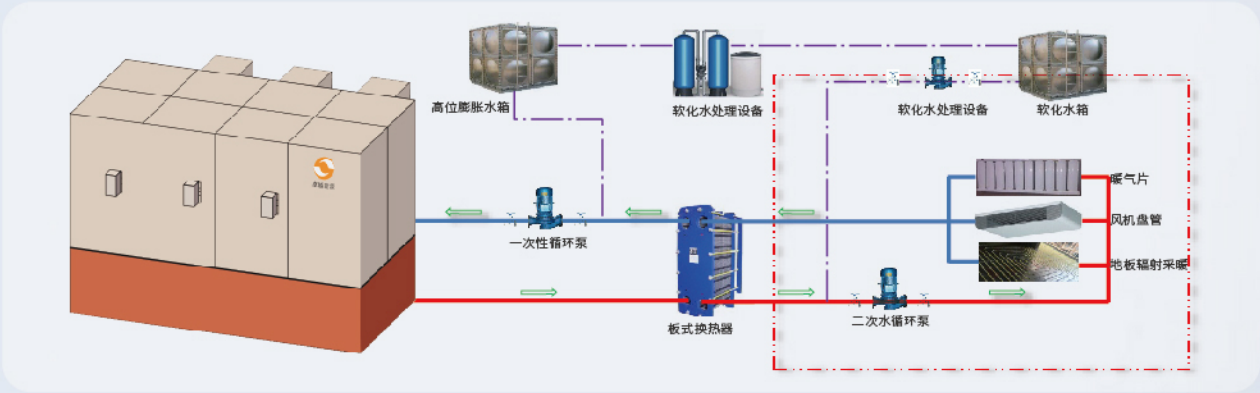 高位膨胀水箱
软化水处理设备
软化水处理设备
软化水箱
暖气片
风机盘管
一次性循环泵
地板辐射采暖
板式换热器
二次水循环泵